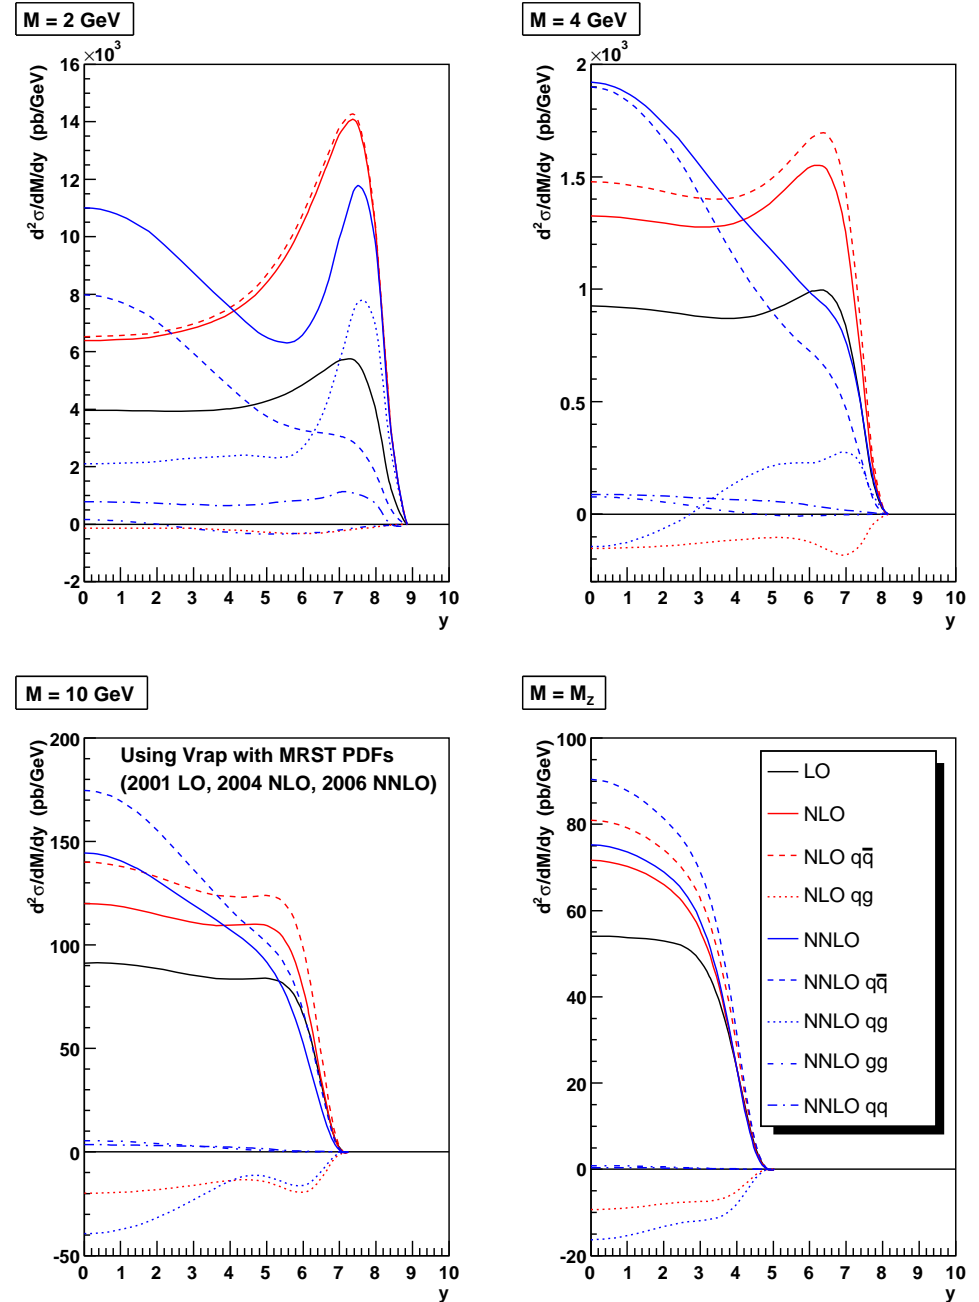 M = 2 GeV
×10³
d²σ/dM/dy (pb/GeV)
16
14
12
10
8
6
4
2
0
-2
0 1 2 3 4 5 6 7 8 9 10
y
M = 4 GeV
×10³
d²σ/dM/dy (pb/GeV)
2
1.5
1
0.5
0
0 1 2 3 4 5 6 7 8 9 10
y
M = 10 GeV
d²σ/dM/dy (pb/GeV)
Using Vrap with MRST PDFs
(2001 LO, 2004 NLO, 2006 NNLO)
200
150
100
50
0
-50
0 1 2 3 4 5 6 7 8 9 10
y
M = M_Z
d²σ/dM/dy (pb/GeV)
100
80
60
40
20
0
-20
0 1 2 3 4 5 6 7 8 9 10
y
LO
NLO
NLO qq̅
NLO qg
NNLO
NNLO qq̅
NNLO qg
NNLO gg
NNLO qq